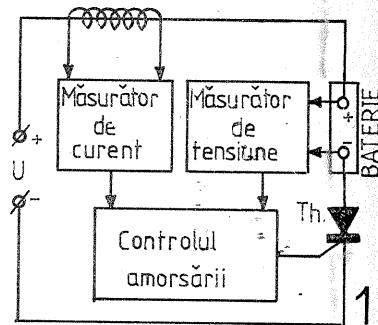 Măsurător
de
curent
Măsurător
de
tensiune
+
-
BATERIE
+
U
-
Th.
Controlul
amorsării
1